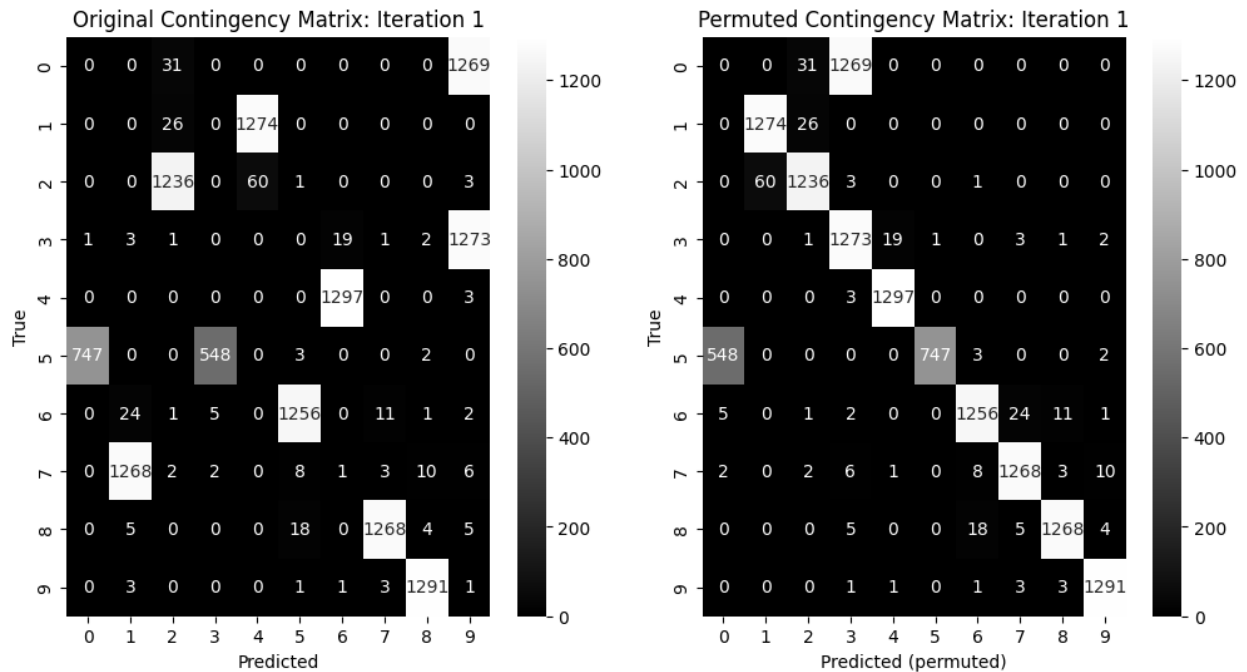 Original Contingency Matrix: Iteration 1
0 0 0 31 0 0 0 0 0 0 1269
1 0 0 26 0 1274 0 0 0 0 0
2 0 0 1236 0 60 1 0 0 0 3
3 1 3 1 0 0 0 19 1 2 1273
4 0 0 0 0 0 0 1297 0 0 3
5 747 0 0 548 0 3 0 0 2 0
6 0 24 1 5 0 1256 0 11 1 2
7 0 1268 2 2 0 8 1 3 10 6
8 0 5 0 0 0 18 0 1268 4 5
9 0 3 0 0 0 1 1 3 1291 1
0 1 2 3 4 5 6 7 8 9
Predicted
True
1200
1000
800
600
400
200
0
Permuted Contingency Matrix: Iteration 1
0 0 0 31 1269 0 0 0 0 0 0
1 0 1274 26 0 0 0 0 0 0 0
2 0 60 1236 3 0 0 1 0 0 0
3 0 0 1 1273 19 1 0 3 1 2
4 0 0 0 3 1297 0 0 0 0 0
5 548 0 0 0 0 747 3 0 0 2
6 5 0 1 2 0 0 1256 24 11 1
7 2 0 2 6 1 0 8 1268 3 10
8 0 0 0 5 0 0 18 5 1268 4
9 0 0 0 1 1 0 1 3 3 1291
0 1 2 3 4 5 6 7 8 9
Predicted (permuted)
True
1200
1000
800
600
400
200
0